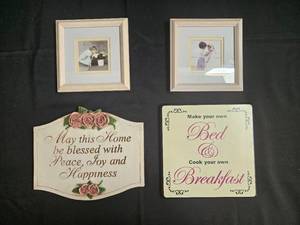 May this Home
be blessed with
Peace, Joy and
Happiness
Make your own
Bed
&
Cook your own
Breakfast